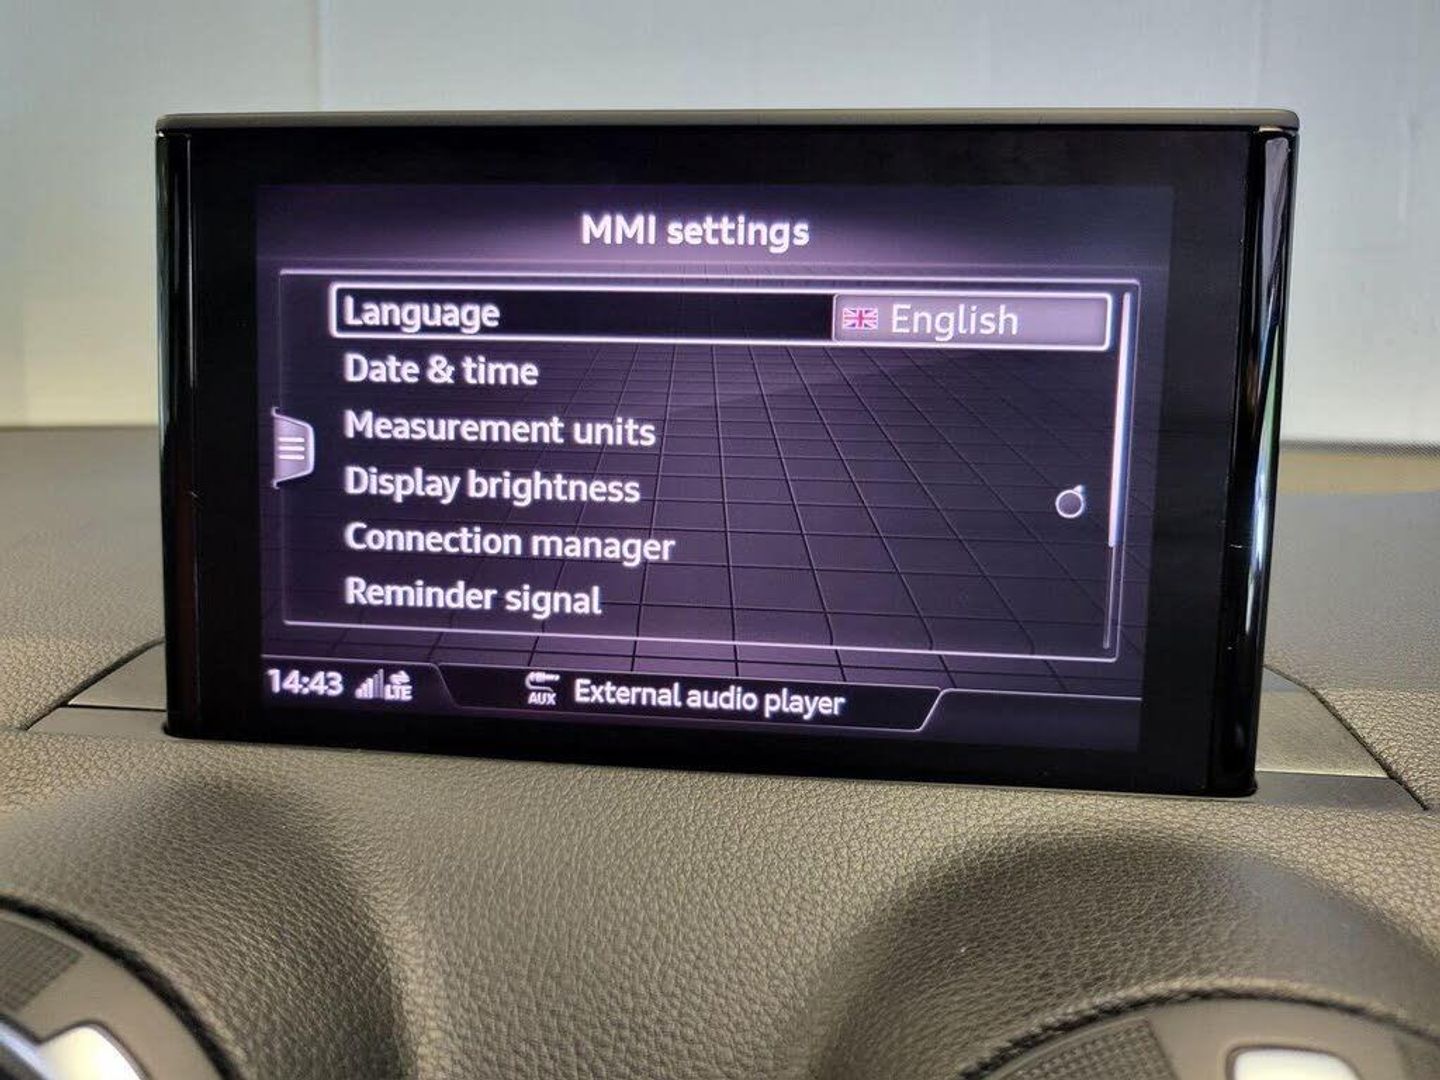 MMI settings
Language English
Date & time
Measurement units
Display brightness
Connection manager
Reminder signal
14:43 LTE AUX External audio player